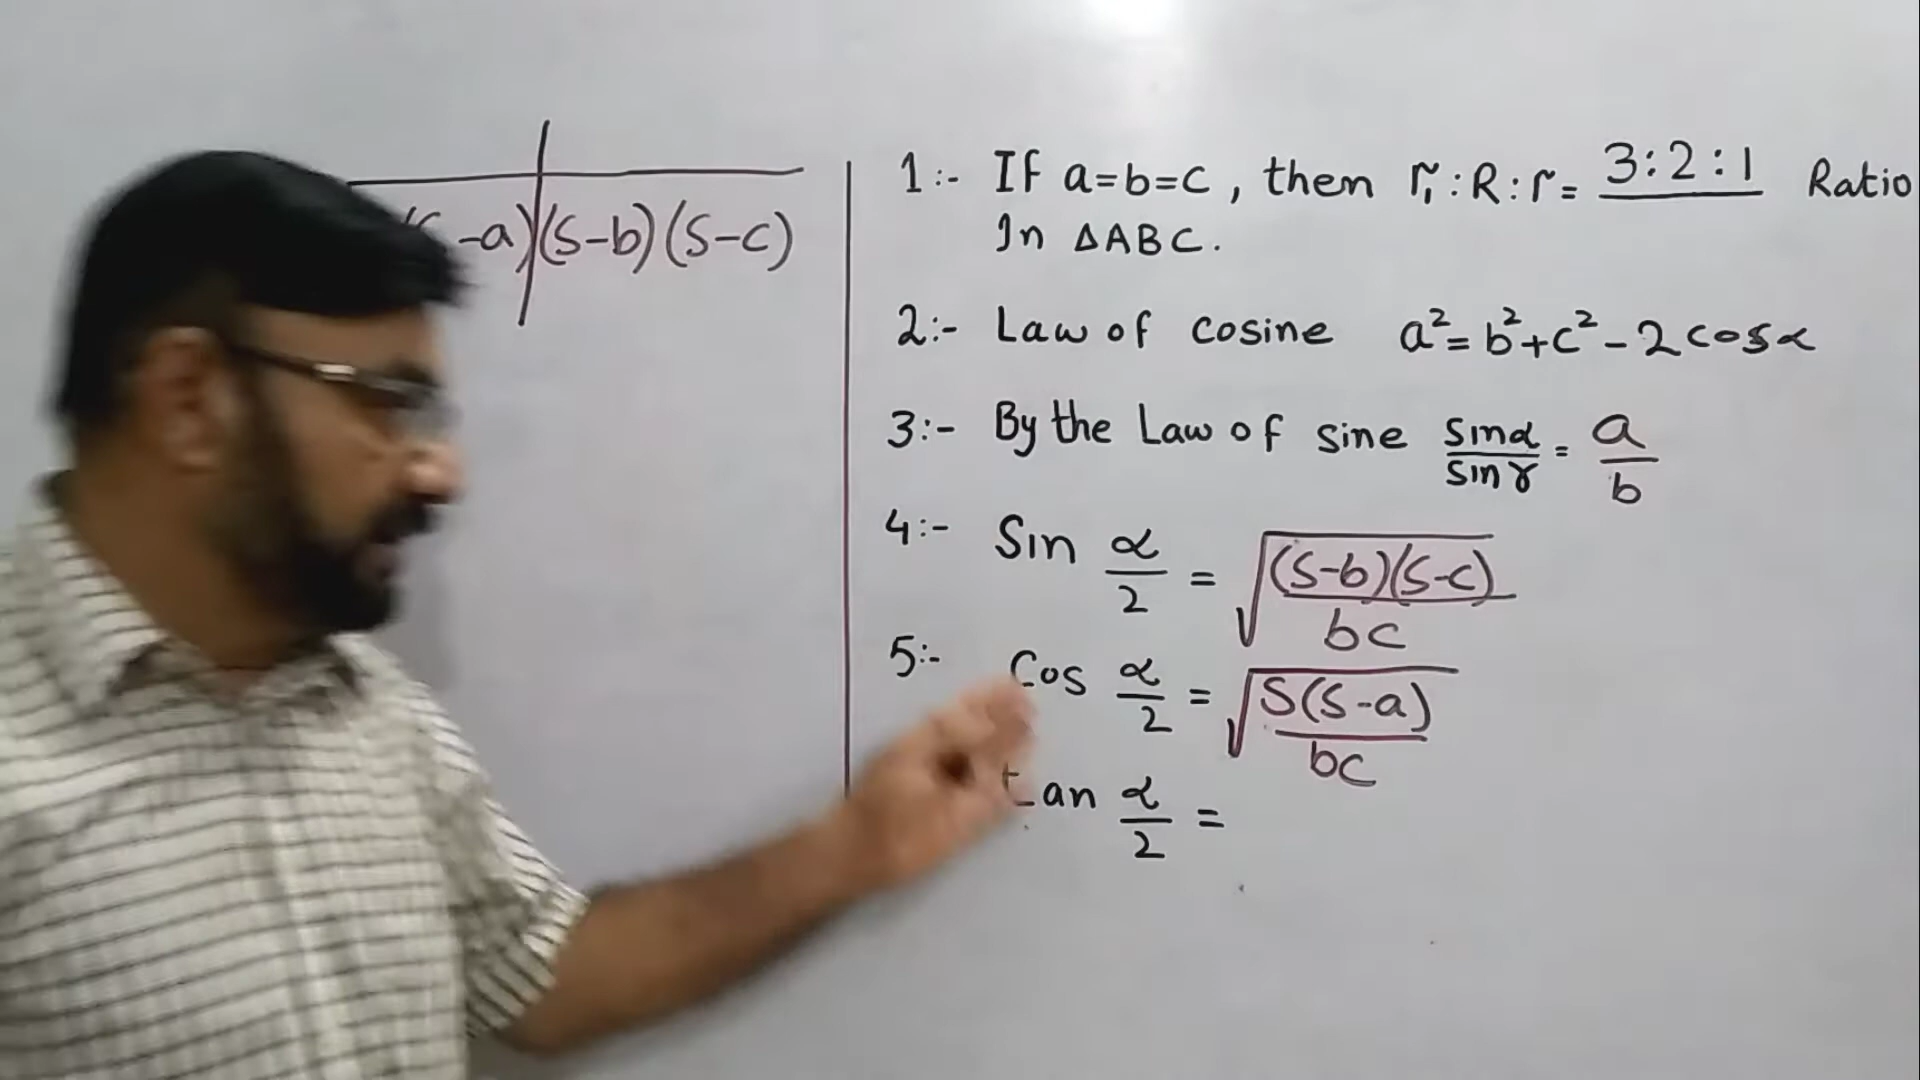 -a)(s-b)(s-c)
1:- If a=b=c, then r₁:R:r= 3:2:1 Ratio
In ΔABC.
2:- Law of cosine a²=b²+c²-2cosα
3:- By the Law of sine sinα/sinγ = a/b
4:- Sin α/2 = √((s-b)(s-c)/bc)
5:- Cos α/2 = √(S(s-a)/bc)
tan α/2 =